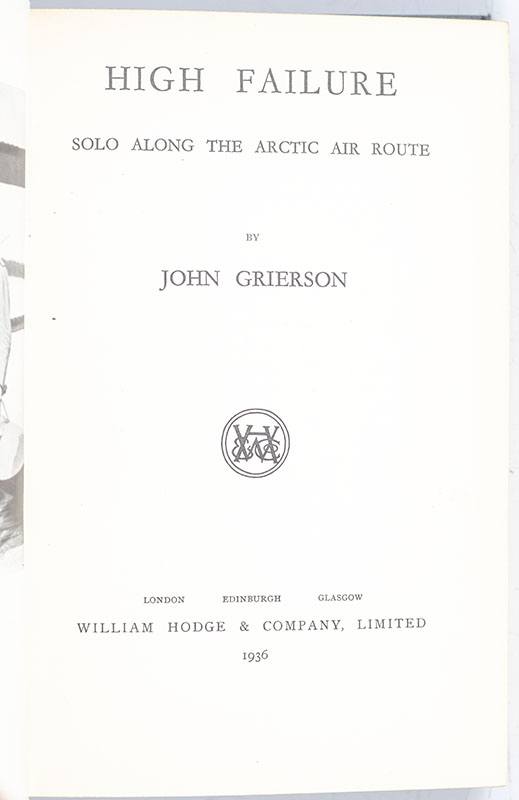 HIGH FAILURE
SOLO ALONG THE ARCTIC AIR ROUTE
BY
JOHN GRIERSON
LONDON EDINBURGH GLASGOW
WILLIAM HODGE & COMPANY, LIMITED
1936